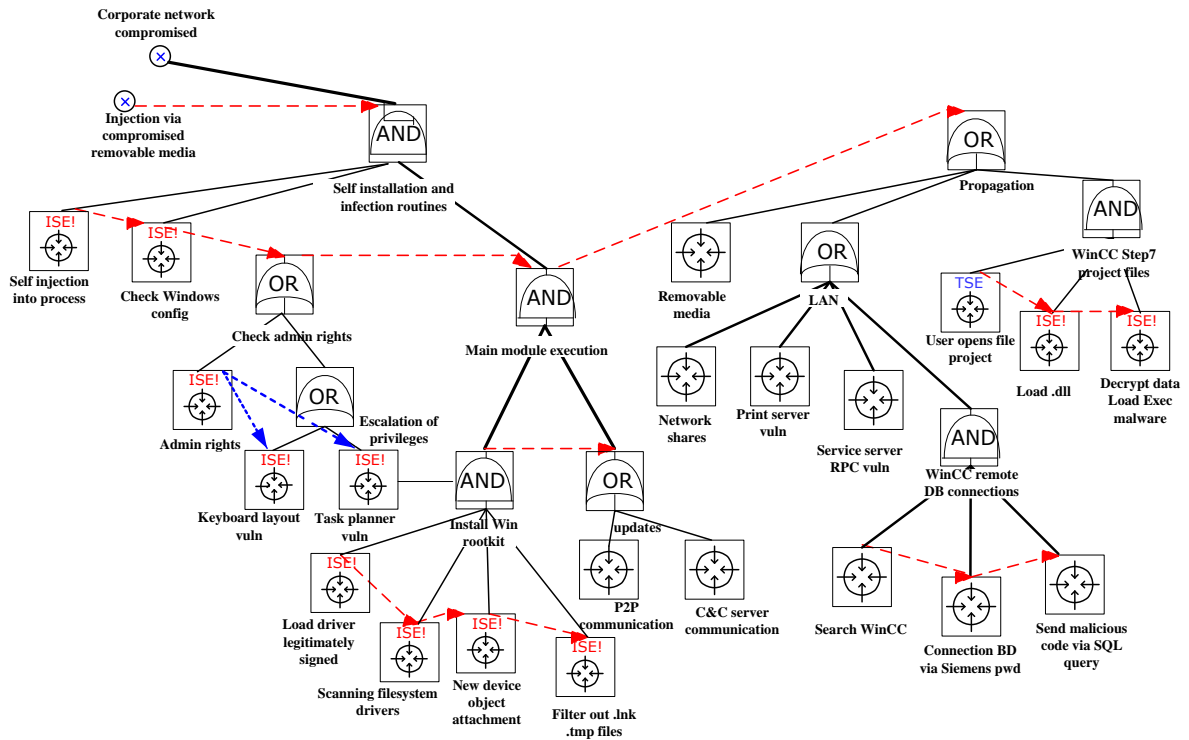 Corporate network
compromised
Injection via
compromised
removable media
AND
Self installation and
infection routines
ISE!
Self injection
into process
ISE!
Check Windows
config
OR
Check admin rights
ISE!
Admin rights
OR
Escalation of
privileges
ISE!
Keyboard layout
vuln
ISE!
Task planner
vuln
AND
Main module execution
AND
Install Win
rootkit
OR
updates
ISE!
Load driver
legitimately
signed
ISE!
Scanning filesystem
drivers
ISE!
New device
object
attachment
ISE!
Filter out .lnk
.tmp files
P2P
communication
C&C server
communication
OR
Propagation
Removable
media
OR
LAN
AND
WinCC Step7
project files
TSE
User opens file
project
ISE!
Load .dll
ISE!
Decrypt data
Load Exec
malware
Network
shares
Print server
vuln
Service server
RPC vuln
AND
WinCC remote
DB connections
Search WinCC
Connection BD
via Siemens pwd
Send malicious
code via SQL
query